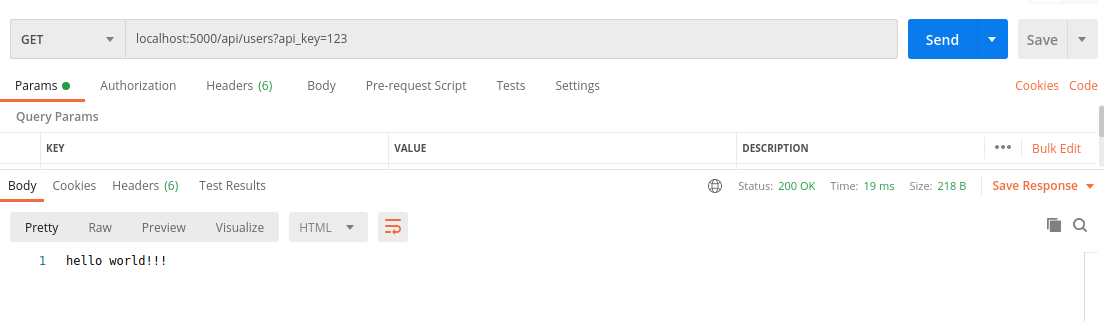 GET localhost:5000/api/users?api_key=123 Send Save
Params Authorization Headers (6) Body Pre-request Script Tests Settings Cookies Code
Query Params
KEY VALUE DESCRIPTION ••• Bulk Edit
Body Cookies Headers (6) Test Results Status: 200 OK Time: 19 ms Size: 218 B Save Response
Pretty Raw Preview Visualize HTML
1 hello world!!!